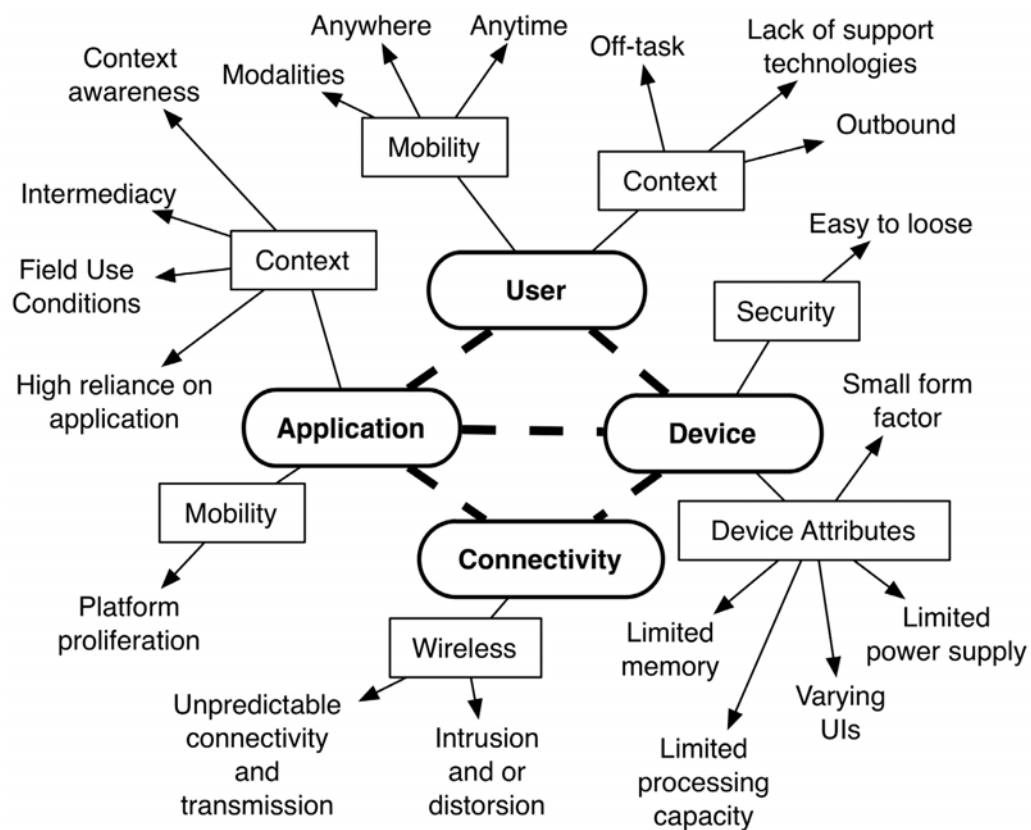 Anywhere
Anytime
Modalities
Mobility
Off-task
Lack of support
technologies
Outbound
Context
Context
awareness
Intermediacy
Field Use
Conditions
Context
High reliance on
application
User
Easy to loose
Security
Application
Device
Small form
factor
Mobility
Platform
proliferation
Connectivity
Device Attributes
Wireless
Unpredictable
connectivity
and
transmission
Intrusion
and or
distorsion
Limited
memory
Limited
processing
capacity
Varying
UIs
Limited
power supply